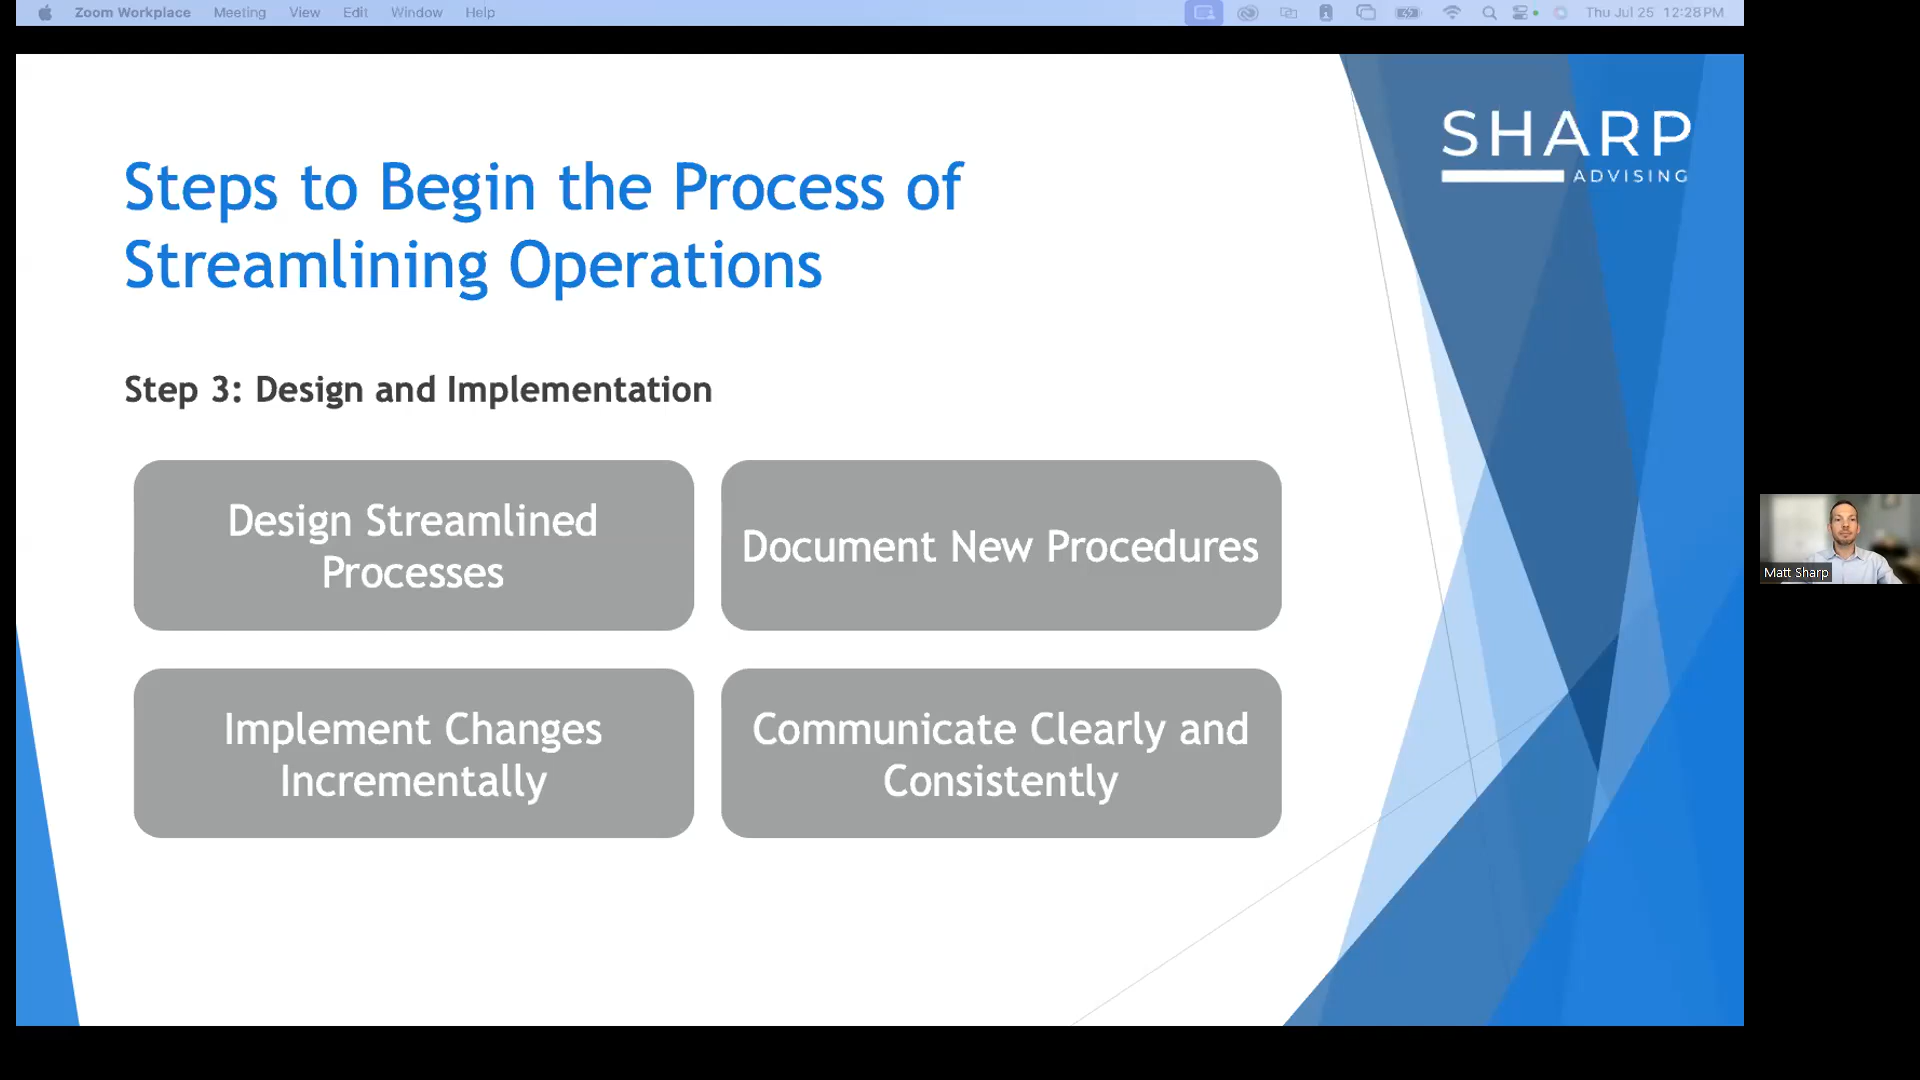 Zoom Workplace Meeting View Edit Window Help Thu Jul 25 12:28 PM
SHARP
ADVISING
Steps to Begin the Process of
Streamlining Operations
Step 3: Design and Implementation
Design Streamlined
Processes
Document New Procedures
Implement Changes
Incrementally
Communicate Clearly and
Consistently
Matt Sharp